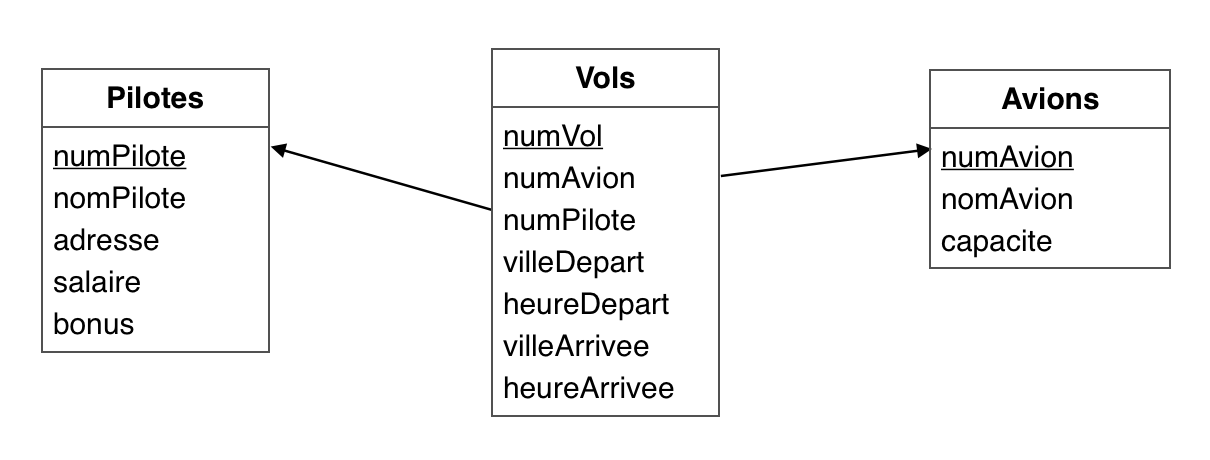 Pilotes
numPilote
nomPilote
adresse
salaire
bonus
Vols
numVol
numAvion
numPilote
villeDepart
heureDepart
villeArrivee
heureArrivee
Avions
numAvion
nomAvion
capacite